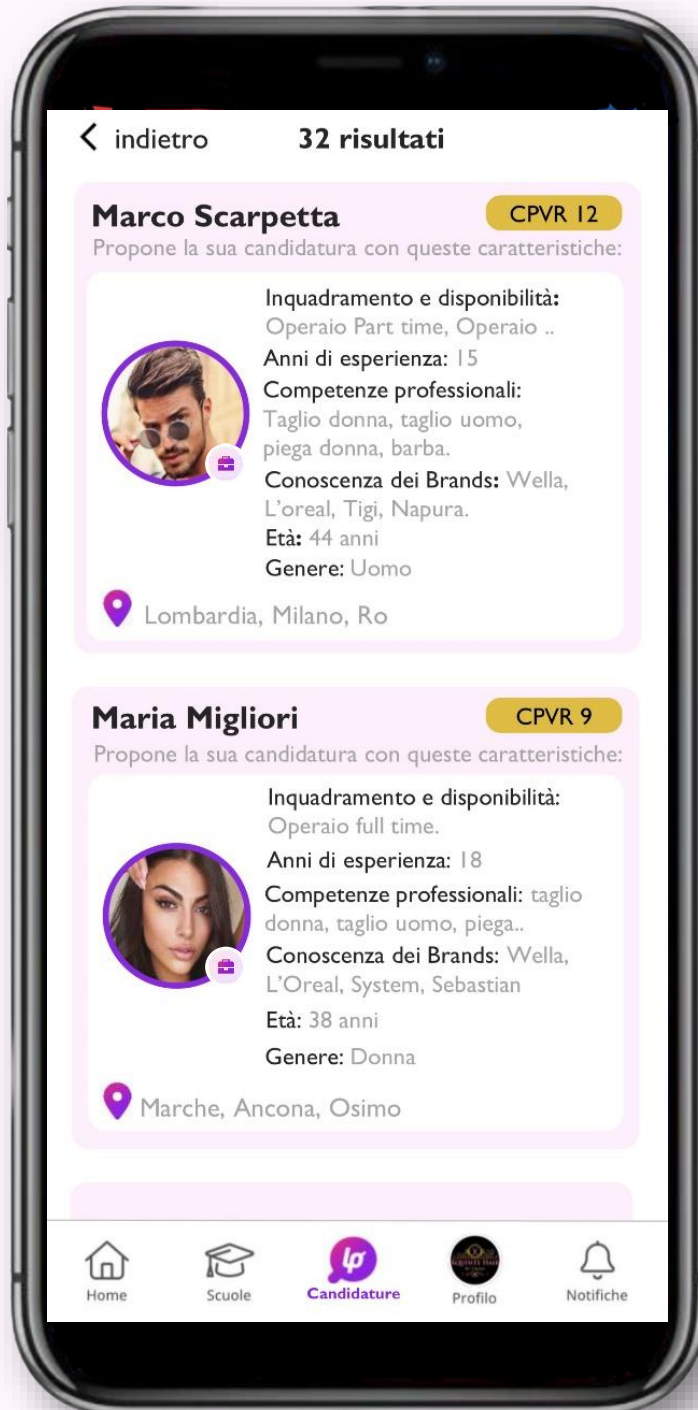 indietro
32 risultati
Marco Scarpetta
CPVR 12
Propone la sua candidatura con queste caratteristiche:
Inquadramento e disponibilità:
Operaio Part time, Operaio ..
Anni di esperienza: 15
Competenze professionali:
Taglio donna, taglio uomo,
piega donna, barba.
Conoscenza dei Brands: Wella,
L'oreal, Tigi, Napura.
Età: 44 anni
Genere: Uomo
Lombardia, Milano, Ro
Maria Migliori
CPVR 9
Propone la sua candidatura con queste caratteristiche:
Inquadramento e disponibilità:
Operaio full time.
Anni di esperienza: 18
Competenze professionali: taglio
donna, taglio uomo, piega..
Conoscenza dei Brands: Wella,
L'Oreal, System, Sebastian
Età: 38 anni
Genere: Donna
Marche, Ancona, Osimo
Home
Scuole
Candidature
Profilo
Notifiche